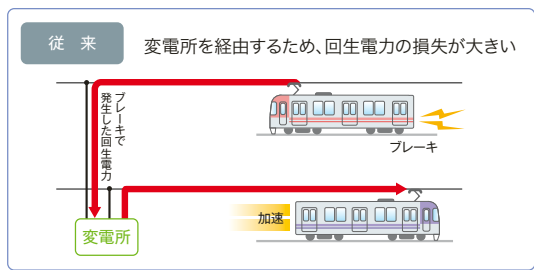 従来
変電所を経由するため、回生電力の損失が大きい
ブレーキで
発生した回生電力
ブレーキ
加速
変電所